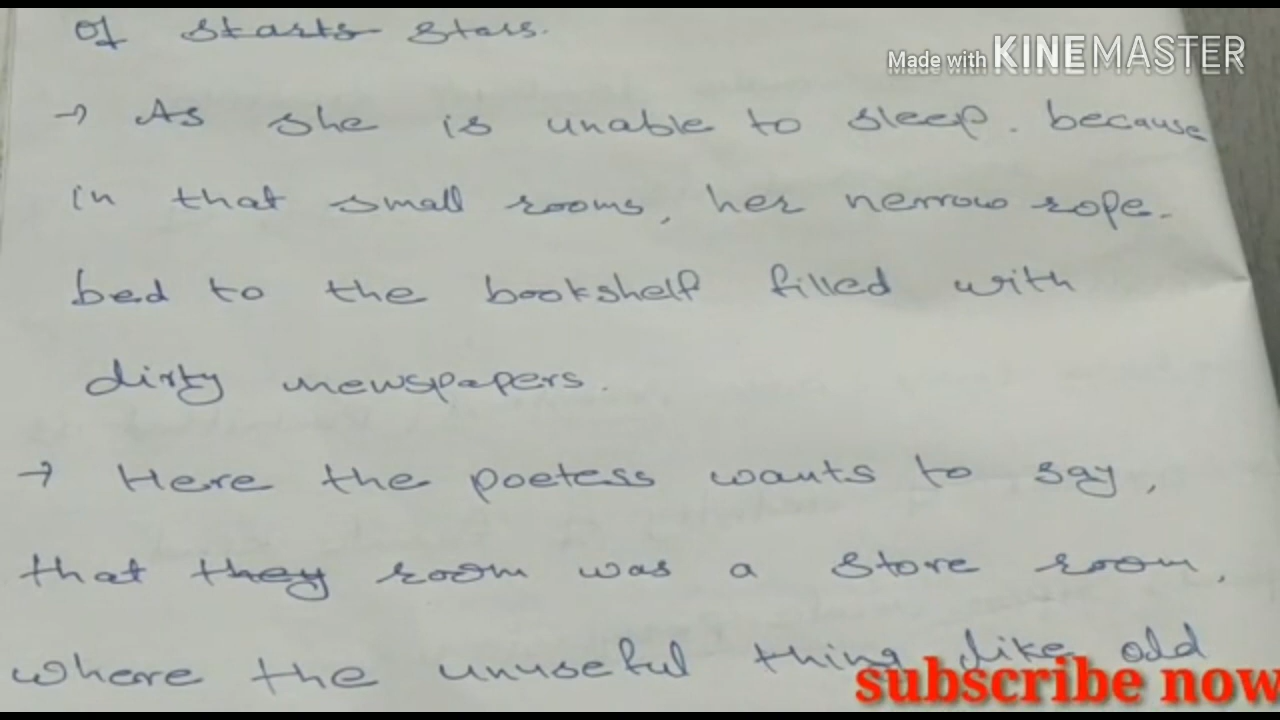 of starts stars.
Made with KINEMASTER
→ As she is unable to sleep. because
in that small rooms, her nerrow rope.
bed to the bookshelf filled with
dirty newspapers.
→ Here the poetess wants to say,
that they room was a store room,
where the unuseful thing like odd
subscribe now